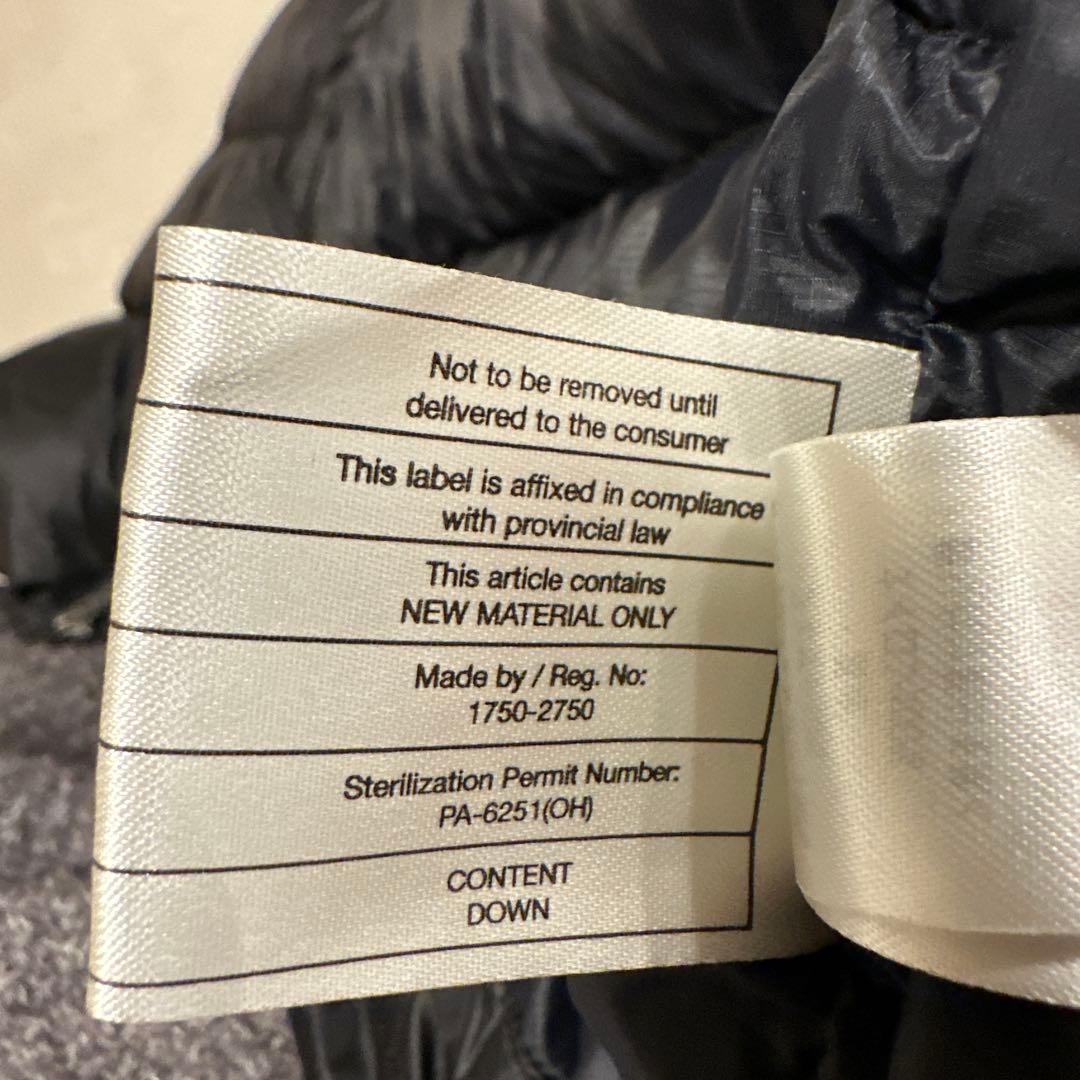 Not to be removed until
delivered to the consumer
This label is affixed in compliance
with provincial law
This article contains
NEW MATERIAL ONLY
Made by / Reg. No:
1750-2750
Sterilization Permit Number:
PA-6251(OH)
CONTENT
DOWN